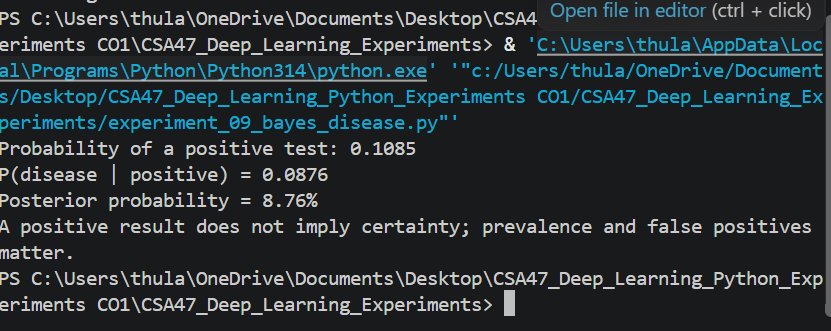 PS C:\Users\thula\OneDrive\Documents\Desktop\CSA47
Open file in editor (ctrl + click)
eriments CO1\CSA47_Deep_Learning_Experiments> & 'C:\Users\thula\AppData\Loc
al\Programs\Python\Python314\python.exe' '"c:/Users/thula/OneDrive/Document
s/Desktop/CSA47_Deep_Learning_Python_Experiments CO1/CSA47_Deep_Learning_Ex
periments/experiment_09_bayes_disease.py"'
Probability of a positive test: 0.1085
P(disease | positive) = 0.0876
Posterior probability = 8.76%
A positive result does not imply certainty; prevalence and false positives
matter.
PS C:\Users\thula\OneDrive\Documents\Desktop\CSA47_Deep_Learning_Python_Exp
eriments CO1\CSA47_Deep_Learning_Experiments>